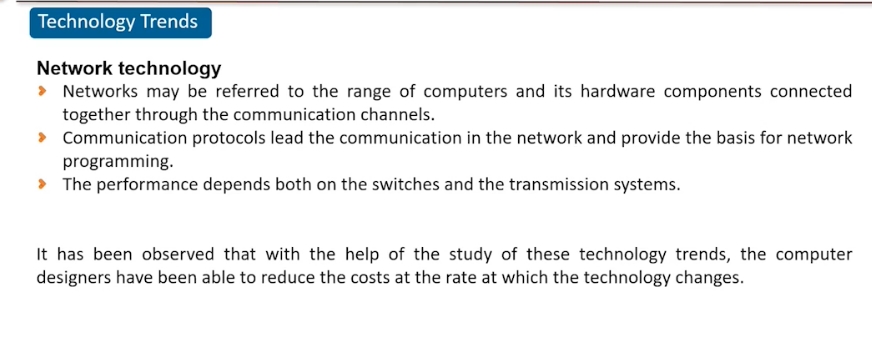 Technology Trends
Network technology
Networks may be referred to the range of computers and its hardware components connected
together through the communication channels.
Communication protocols lead the communication in the network and provide the basis for network
programming.
The performance depends both on the switches and the transmission systems.
It has been observed that with the help of the study of these technology trends, the computer
designers have been able to reduce the costs at the rate at which the technology changes.